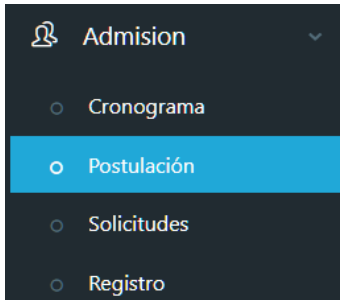 Admision
Cronograma
Postulación
Solicitudes
Registro